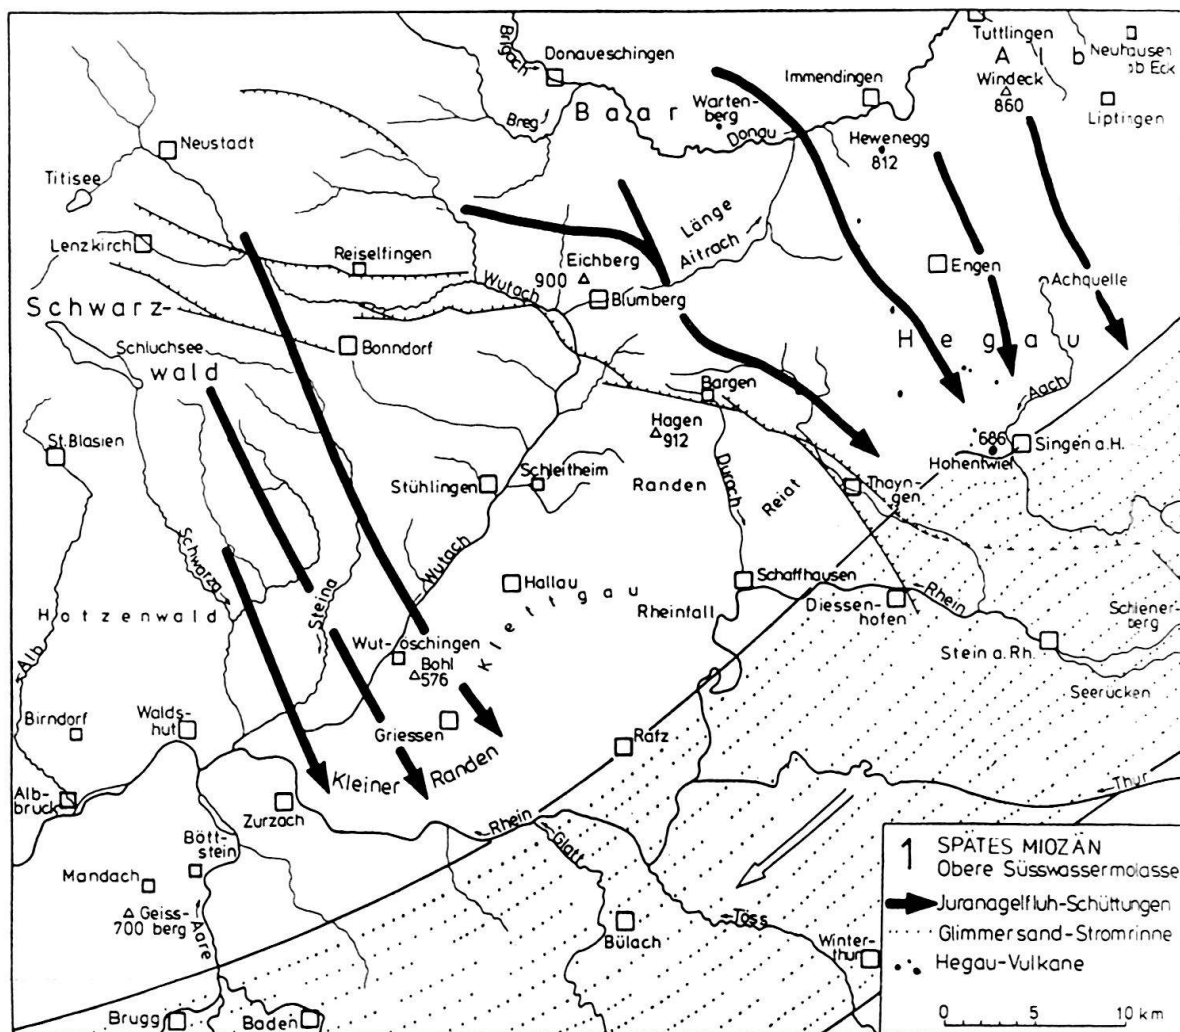 Brigach
Donaueschingen
Tuttlingen
Neuhausen
ob Eck
A l b
Windeck
860
Liptingen
Immendingen
Breg
B a a r
Wartenberg
Donau
Hewenegg
812
Neustadt
Titisee
Lenzkirch
Reiselfingen
Länge
Aitrach
Eichberg
900
Blumberg
Wutach
Engen
Achquelle
Schwarz-
wald
Schluchsee
Bonndorf
H e g a u
Aach
Bargen
Hagen
912
686
Singen a.H.
Hohentwiel
St.Blasien
Stühlingen
Schleitheim
Randen
Durach
Reiat
Thayn-
gen
Schwarza
Steina
Wutach
Hallau
Klettgau
Schaffhausen
Rheinfall
Diessen-
hofen
Rhein
Schiener-
berg
Stein a.Rh.
Seerücken
Hotzenwald
Alb
Wut-öschingen
Bohl
576
Birndorf
Walds-
hut
Griessen
Kleiner Randen
Rafz
Alb-
bruck
Zurzach
Rhein
Thur
Glatt
Bött-
stein
Mandach
Geiss-
700 berg
Aare
Töss
Bülach
Winter-
thur
Brugg
Baden
1 SPÄTES MIOZÄN
Obere Süsswassermolasse
Juranagelfluh-Schüttungen
Glimmersand-Stromrinne
Hegau-Vulkane
0 5 10 km